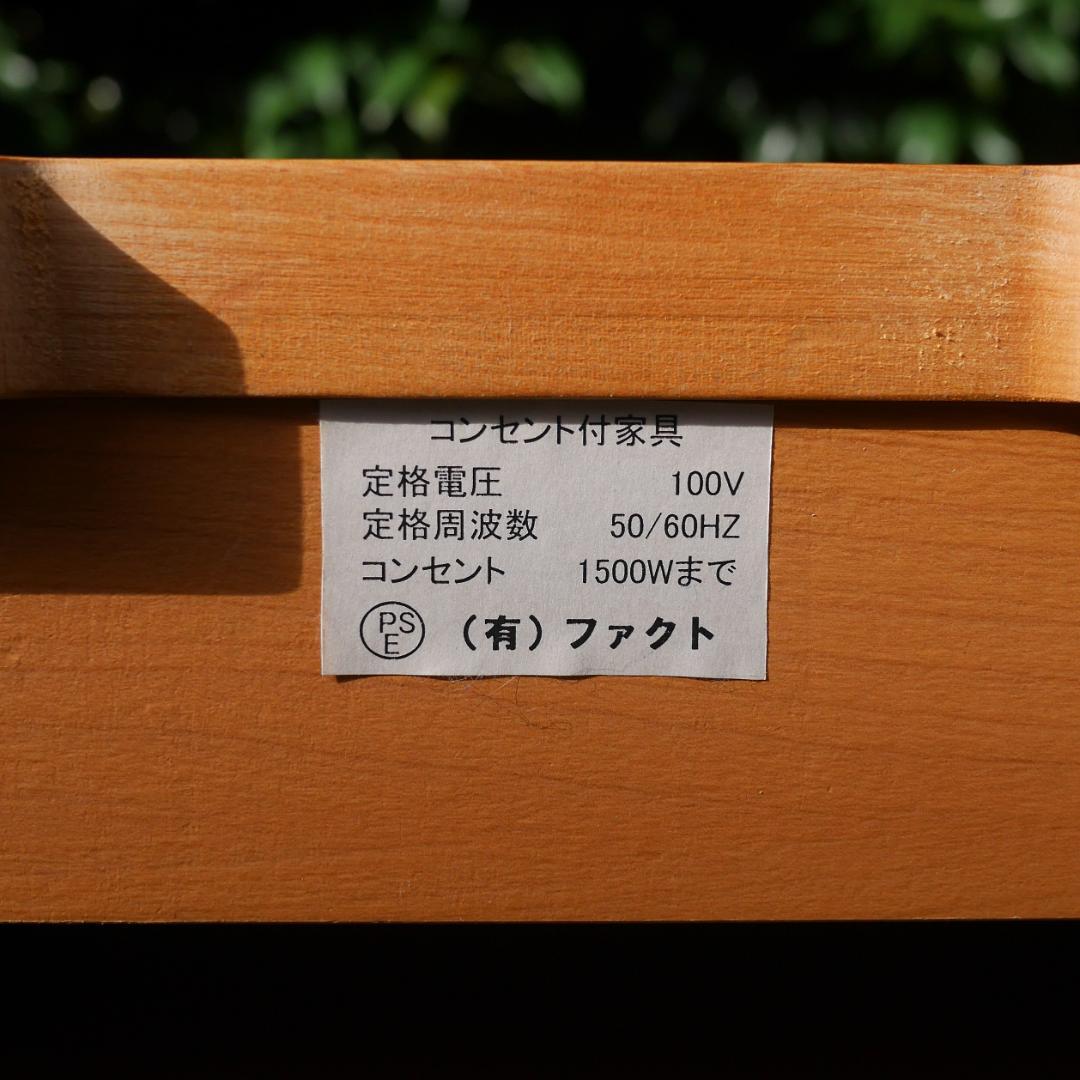 コンセント付家具
定格電圧 100V
定格周波数 50/60HZ
コンセント 1500Wまで
PSE （有）ファクト